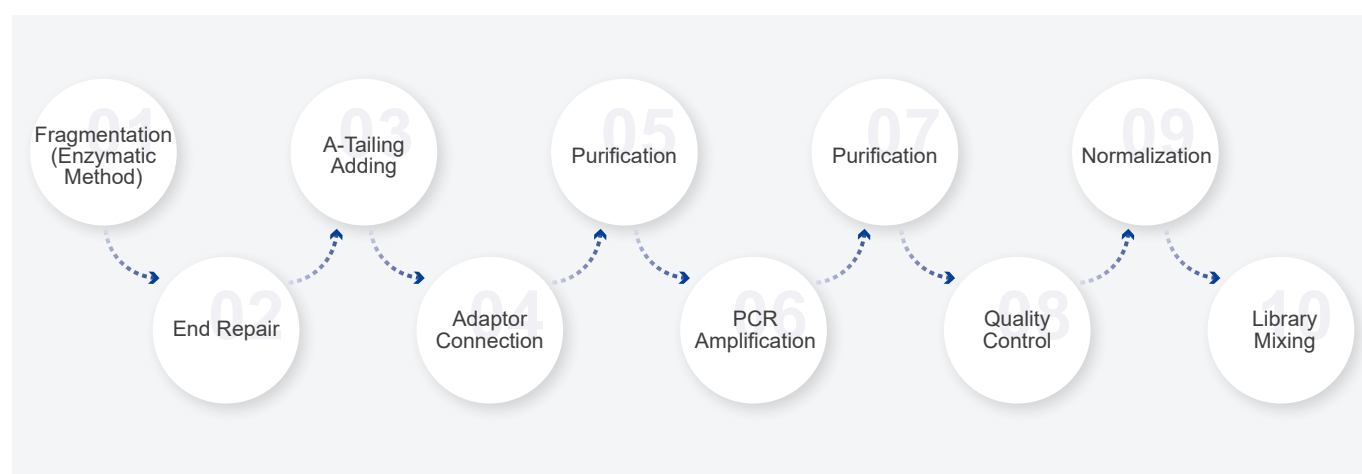 01
Fragmentation
(Enzymatic
Method)
02
End Repair
03
A-Tailing
Adding
04
Adaptor
Connection
05
Purification
06
PCR
Amplification
07
Purification
08
Quality
Control
09
Normalization
10
Library
Mixing